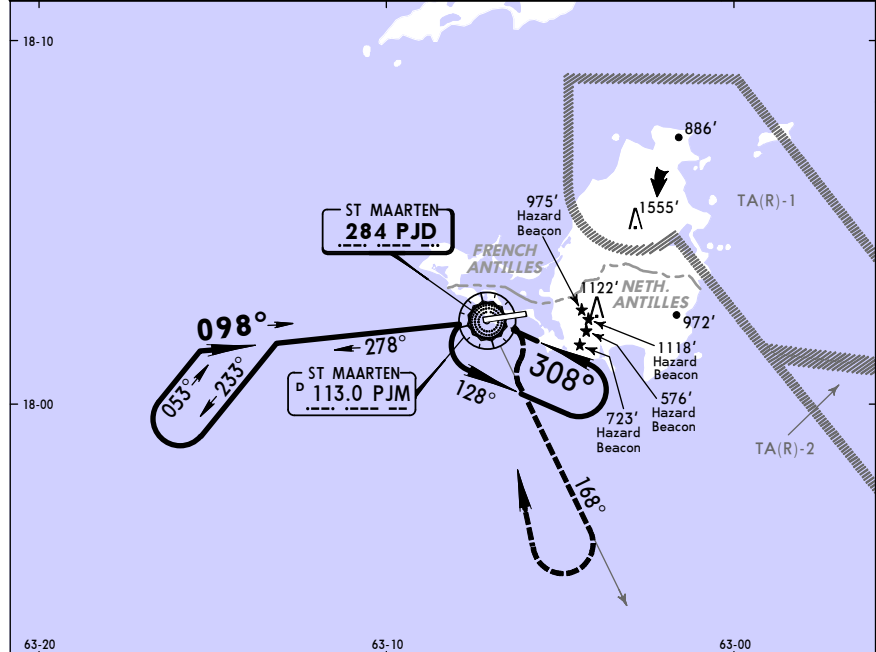 18-10
886'
TA(R)-1
975'
Hazard
Beacon
1555'
ST MAARTEN
284 PJD
FRENCH
ANTILLES
1122'
NETH.
ANTILLES
098°
278°
972'
1118'
Hazard
Beacon
053°
233°
ST MAARTEN
D 113.0 PJM
128°
308°
576'
Hazard
Beacon
723'
Hazard
Beacon
18-00
TA(R)-2
168°
63-20
63-10
63-00